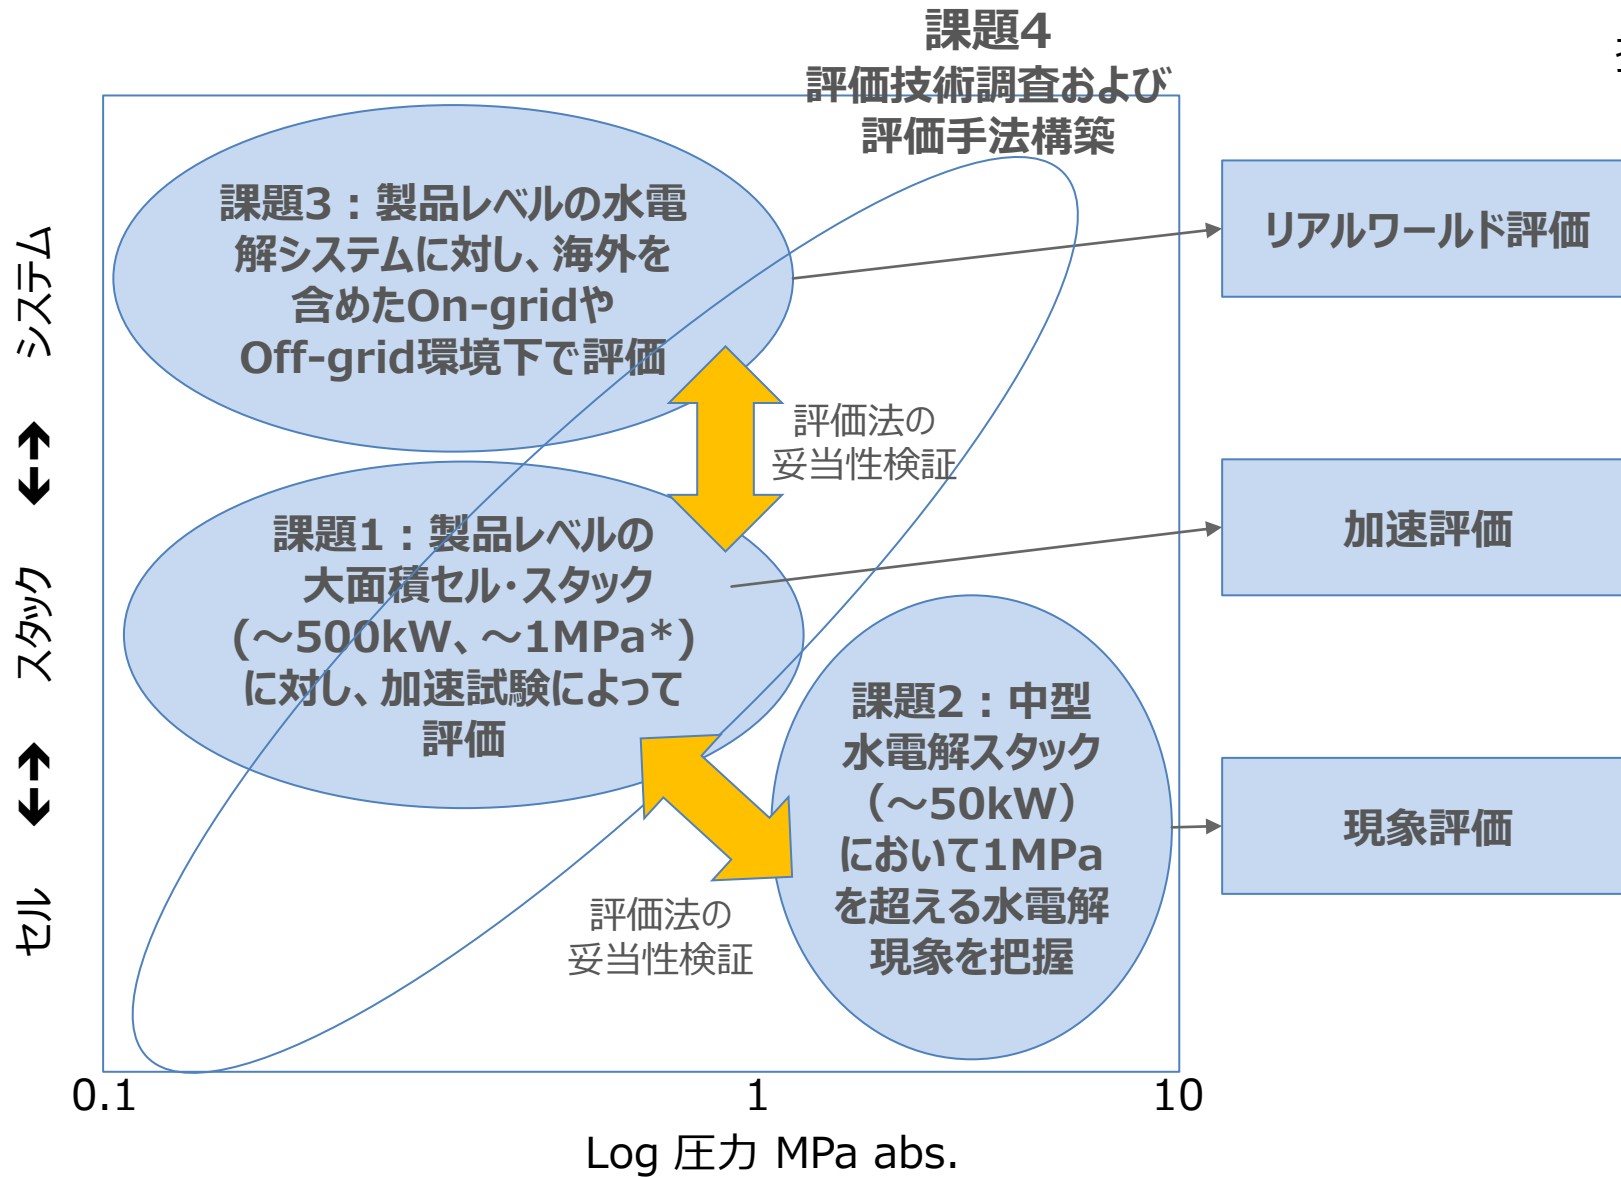 課題4
評価技術調査および
評価手法構築
課題3：製品レベルの水電
解システムに対し、海外を
含めたOn-gridや
Off-grid環境下で評価
リアルワールド評価
評価法の
妥当性検証
課題1：製品レベルの
大面積セル・スタック
(～500kW、～1MPa*)
に対し、加速試験によって
評価
加速評価
課題2：中型
水電解スタック
（～50kW）
において1MPa
を超える水電解
現象を把握
現象評価
評価法の
妥当性検証
セル ⇔ スタック ⇔ システム
0.1
1
10
Log 圧力 MPa abs.